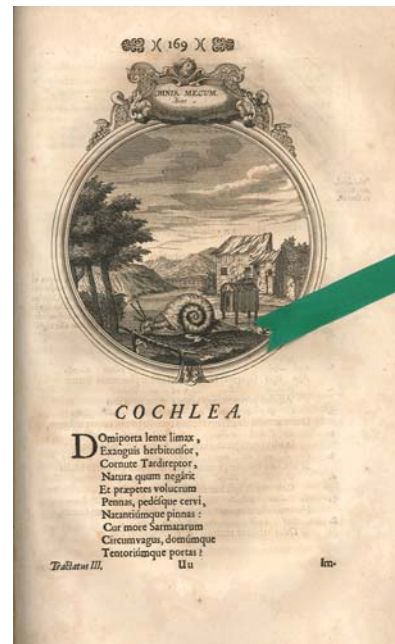 169
OMNIA MECUM.
COCHLEA.
DOmiporta lente limax,
Exanguis herbitonsor,
Cornute Tardireptor,
Natura quum negârit
Et præpetes volucrum
Pennas, pedésque cervi,
Natantiúmque pinnas:
Cur more Sarmatarum
Circumvagus, domúmque
Tentoriúmque portas?
Tractatus III.
Uu
Im-